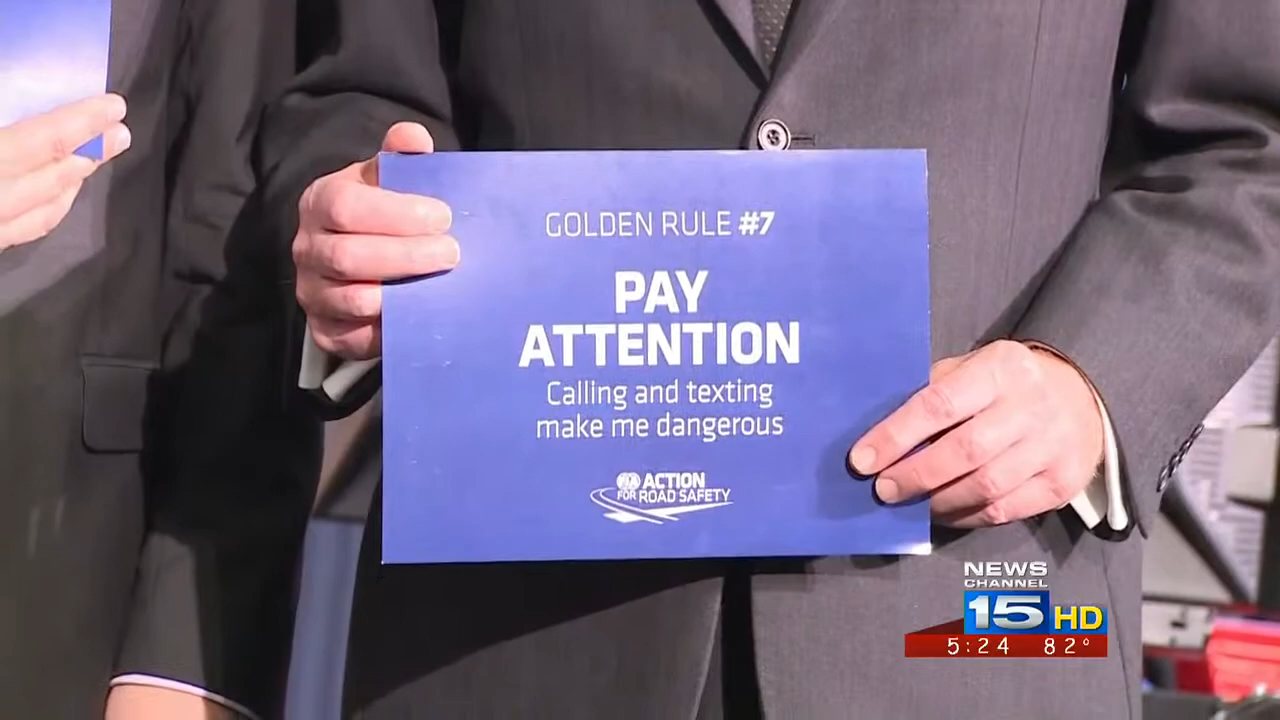 GOLDEN RULE #7
PAY
ATTENTION
Calling and texting
make me dangerous
FIA ACTION
FOR ROAD SAFETY
NEWS
CHANNEL
15 HD
5:24 82°